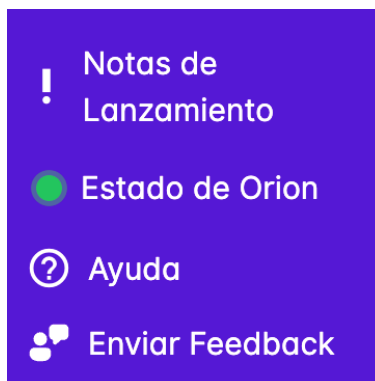 Notas de
Lanzamiento
Estado de Orion
Ayuda
Enviar Feedback